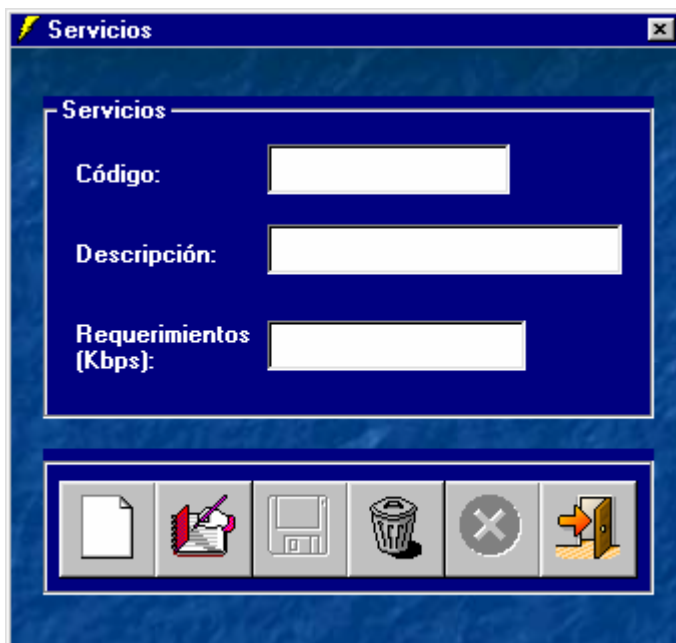 Servicios
Servicios
Código:
Descripción:
Requerimientos
(Kbps):